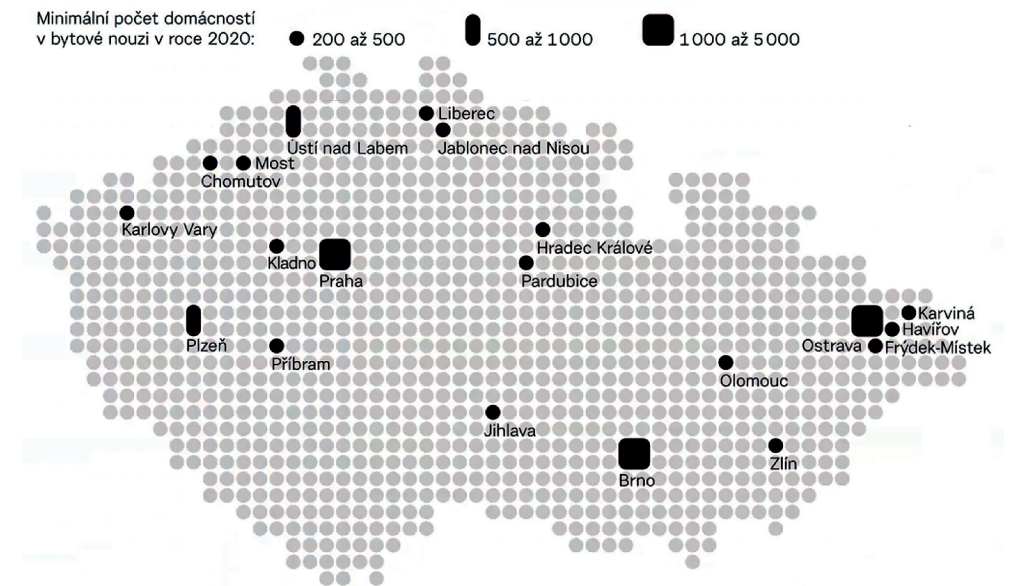 Minimální počet domácností
v bytové nouzi v roce 2020:
200 až 500
500 až 1000
1000 až 5000
Liberec
Ústí nad Labem
Jablonec nad Nisou
Most
Chomutov
Karlovy Vary
Hradec Králové
Kladno
Praha
Pardubice
Karviná
Havířov
Plzeň
Ostrava
Frýdek-Místek
Příbram
Olomouc
Jihlava
Zlín
Brno